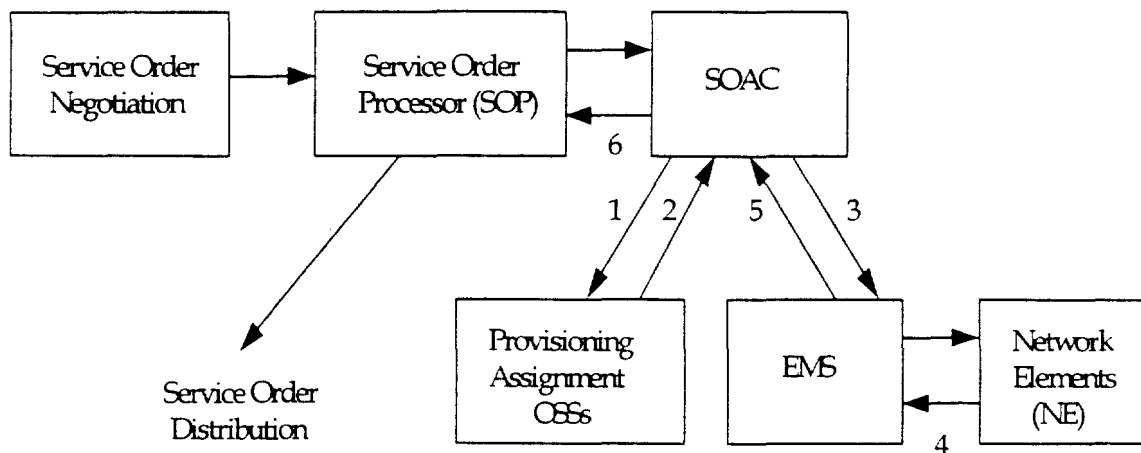 Service Order
Negotiation
Service Order
Processor (SOP)
SOAC
6
1
2
5
3
Provisioning
Assignment
OSSs
EMS
Network
Elements
(NE)
4
Service Order
Distribution